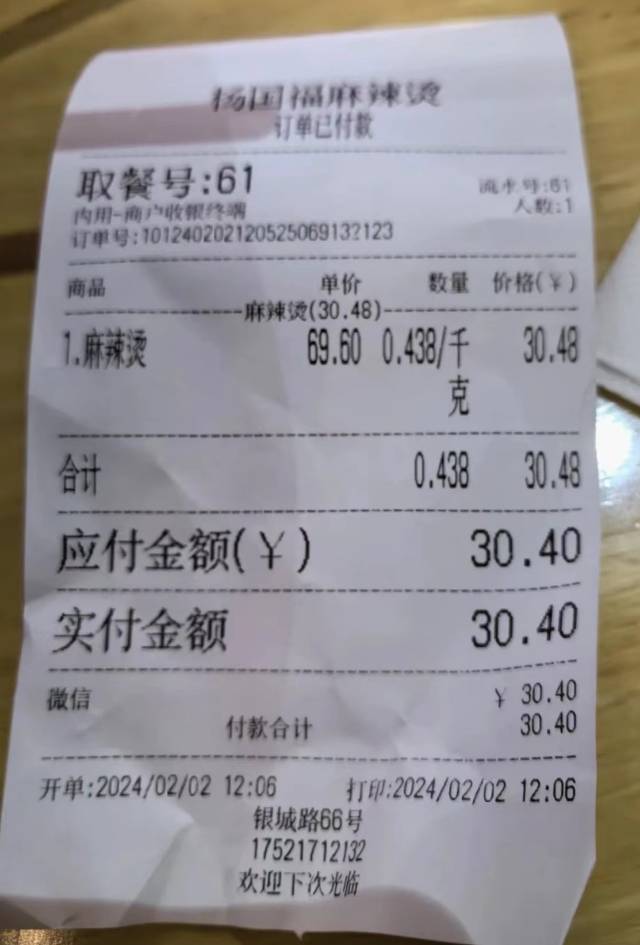 杨国福麻辣烫
订单已付款
取餐号:61
流水号:61
内用-商户收银终端
人数:1
订单号:10124020212052506913?123
商品 单价 数量 价格(¥)
麻辣烫(30.48)
1.麻辣烫 69.60 0.438/千克 30.48
合计 0.438 30.48
应付金额(¥) 30.40
实付金额 30.40
微信 ¥ 30.40
付款合计 30.40
开单:2024/02/02 12:06 打印:2024/02/02 12:06
银城路66号
17521712132
欢迎下次光临